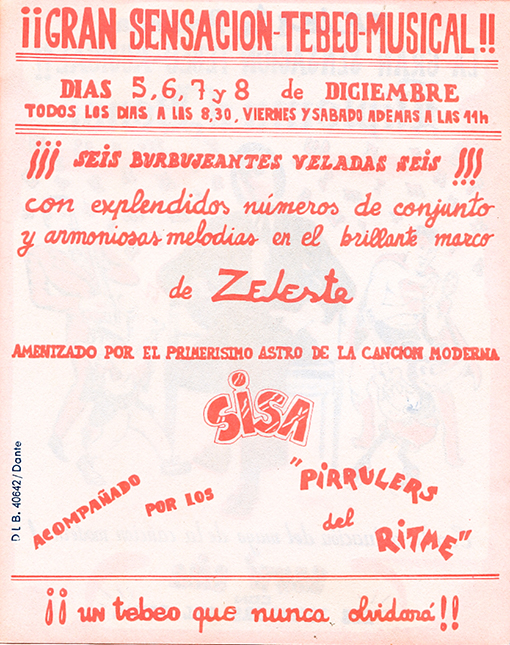 ¡¡GRAN SENSACION-TEBEO-MUSICAL!!
DIAS 5, 6, 7 y 8 de DICIEMBRE
TODOS LOS DIAS A LAS 8,30, VIERNES Y SABADO ADEMAS A LAS 11h
¡¡¡ SEIS BURBUJEANTES VELADAS SEIS !!!
con explendidos números de conjunto
y armoniosas melodias en el brillante marco
de Zeleste
AMENIZADO POR EL PRIMERISIMO ASTRO DE LA CANCION MODERNA
SISA
ACOMPAÑADO POR LOS "PIRRULERS
del RITME"
¡¡ un tebeo que nunca olvidará!!
D L B. 40642/Dante